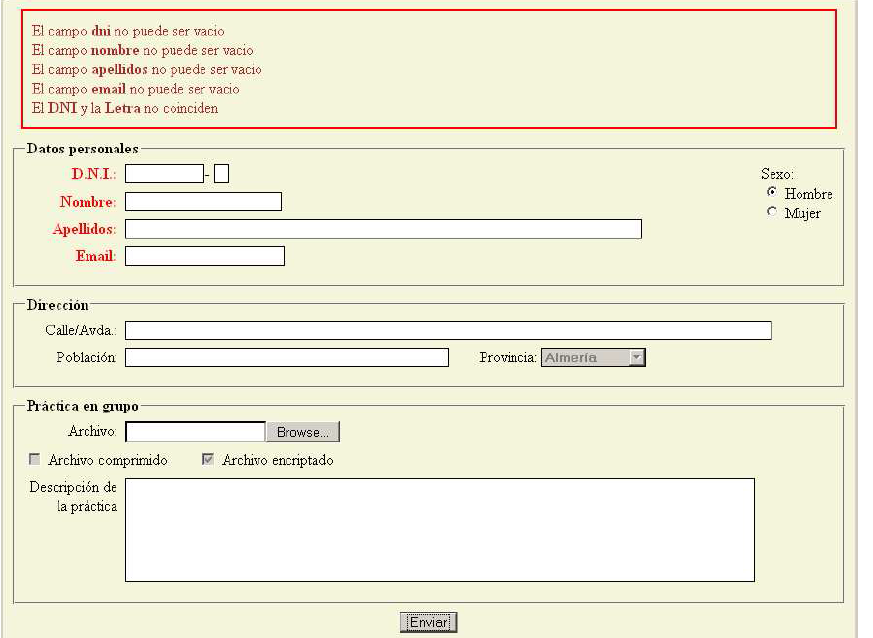 El campo dni no puede ser vacio
El campo nombre no puede ser vacio
El campo apellidos no puede ser vacio
El campo email no puede ser vacio
El DNI y la Letra no coinciden
Datos personales
D.N.I.: -
Sexo:
Hombre
Nombre:
Mujer
Apellidos:
Email:
Dirección
Calle/Avda.:
Población: Provincia: Almería
Práctica en grupo
Archivo: Browse...
Archivo comprimido Archivo encriptado
Descripción de
la práctica
Enviar